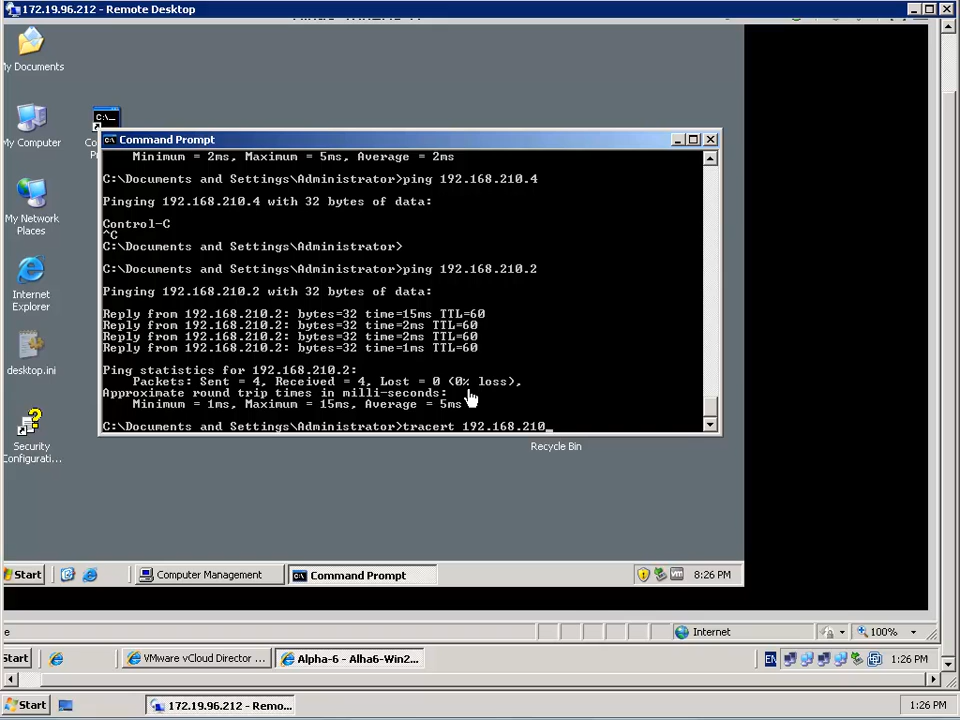 172.19.96.212 - Remote Desktop
My Documents
My Computer
My Network
Places
Internet
Explorer
desktop.ini
Security
Configurati...
Command Prompt
Minimum = 2ms, Maximum = 5ms, Average = 2ms
C:\Documents and Settings\Administrator>ping 192.168.210.4
Pinging 192.168.210.4 with 32 bytes of data:
Control-C
^C
C:\Documents and Settings\Administrator>
C:\Documents and Settings\Administrator>ping 192.168.210.2
Pinging 192.168.210.2 with 32 bytes of data:
Reply from 192.168.210.2: bytes=32 time=15ms TTL=60
Reply from 192.168.210.2: bytes=32 time=2ms TTL=60
Reply from 192.168.210.2: bytes=32 time=2ms TTL=60
Reply from 192.168.210.2: bytes=32 time=1ms TTL=60
Ping statistics for 192.168.210.2:
Packets: Sent = 4, Received = 4, Lost = 0 (0% loss),
Approximate round trip times in milli-seconds:
Minimum = 1ms, Maximum = 15ms, Average = 5ms
C:\Documents and Settings\Administrator>tracert 192.168.210_
Recycle Bin
Start
Computer Management
Command Prompt
8:26 PM
Internet
100%
Start
VMware vCloud Director ...
Alpha-6 - Alha6-Win2...
EN
1:26 PM
Start
172.19.96.212 - Remo...
1:26 PM